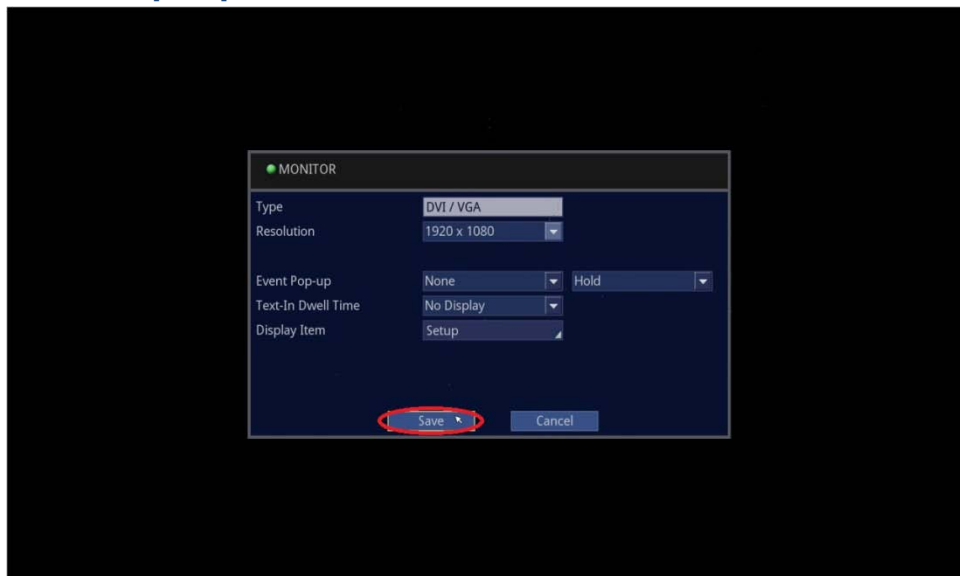 MONITOR
Type DVI / VGA
Resolution 1920 x 1080
Event Pop-up None Hold
Text-In Dwell Time No Display
Display Item Setup
Save Cancel